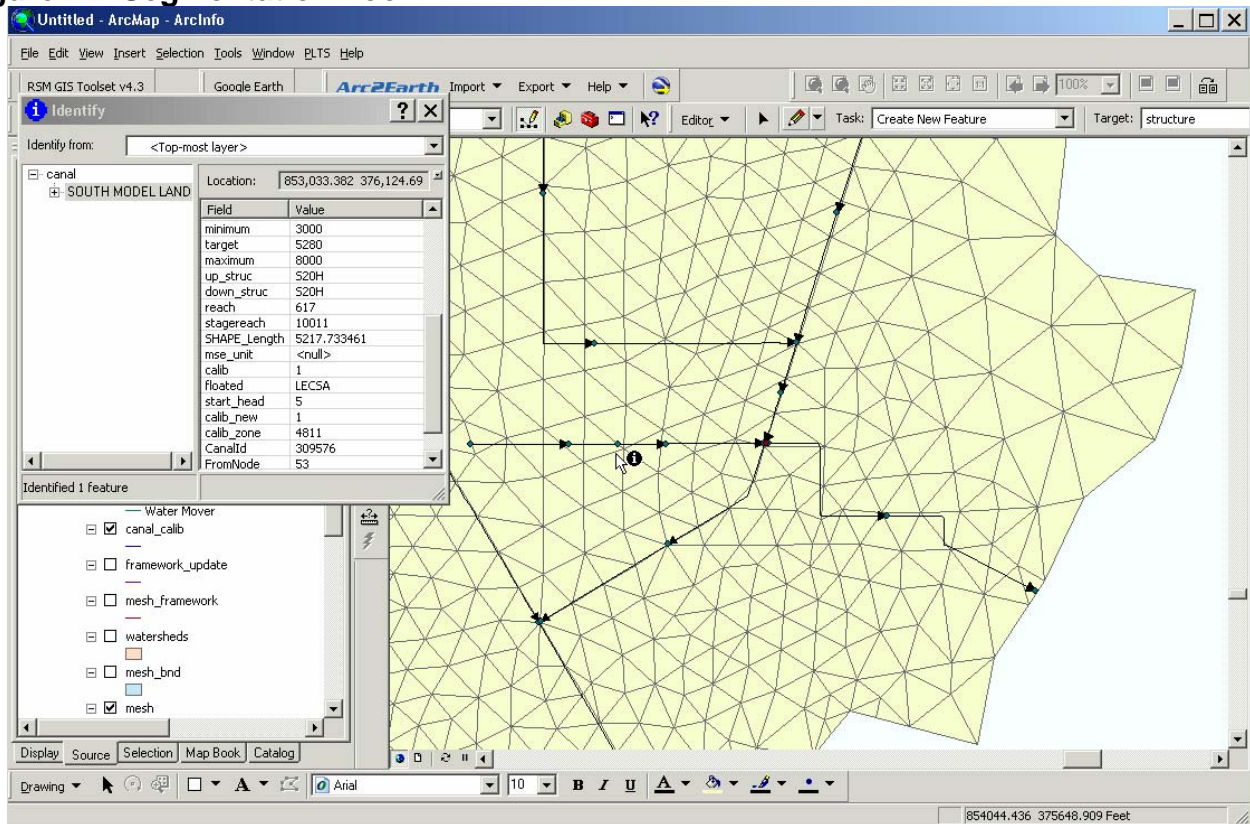 Untitled - ArcMap - ArcInfo
File Edit View Insert Selection Tools Window PLTS Help
RSM GIS Toolset v4.3 Google Earth Arc2Earth Import Export Help 100%
Identify ? X
Editor Task: Create New Feature Target: structure
Identify from: <Top-most layer>
canal
SOUTH MODEL LAND
Location: 853,033.382 376,124.69
Field Value
minimum 3000
target 5280
maximum 8000
up_struc S20H
down_struc S20H
reach 617
stagereach 10011
SHAPE_Length 5217.733461
mse_unit <null>
calib 1
floated LECSA
start_head 5
calib_new 1
calib_zone 4811
CanalId 309576
FromNode 53
Identified 1 feature
Water Mover
canal_calib
framework_update
mesh_framework
watersheds
mesh_bnd
mesh
Display Source Selection Map Book Catalog
Drawing A Arial 10 B I U A
854044.436 375648.909 Feet